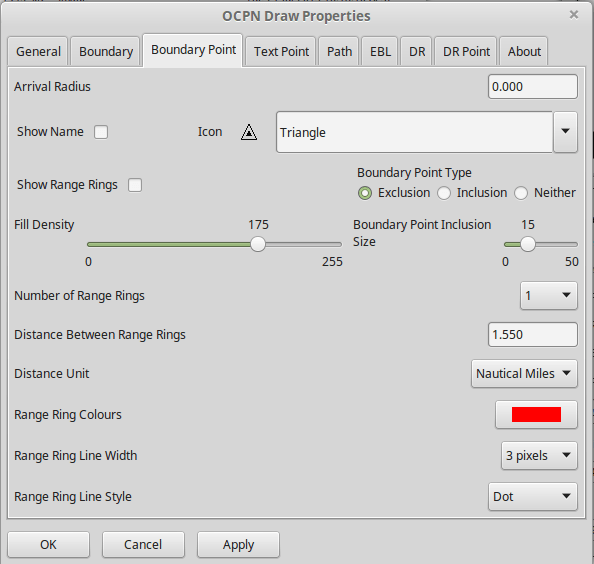 OCPN Draw Properties
General Boundary Boundary Point Text Point Path EBL DR DR Point About
Arrival Radius 0.000
Show Name Icon Triangle
Boundary Point Type
Show Range Rings Exclusion Inclusion Neither
Fill Density 175 Boundary Point Inclusion 15
Size
0 255 0 50
Number of Range Rings 1
Distance Between Range Rings 1.550
Distance Unit Nautical Miles
Range Ring Colours
Range Ring Line Width 3 pixels
Range Ring Line Style Dot
OK Cancel Apply